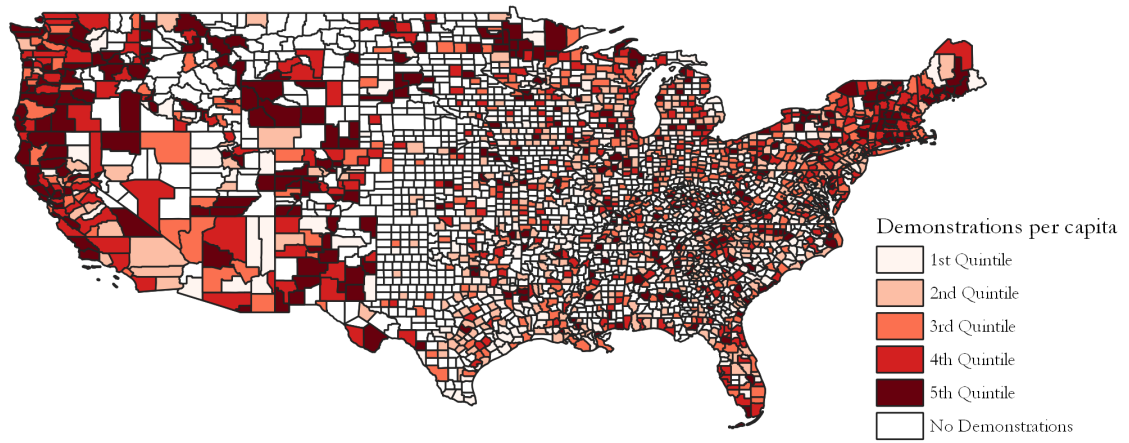 Demonstrations per capita
1st Quintile
2nd Quintile
3rd Quintile
4th Quintile
5th Quintile
No Demonstrations